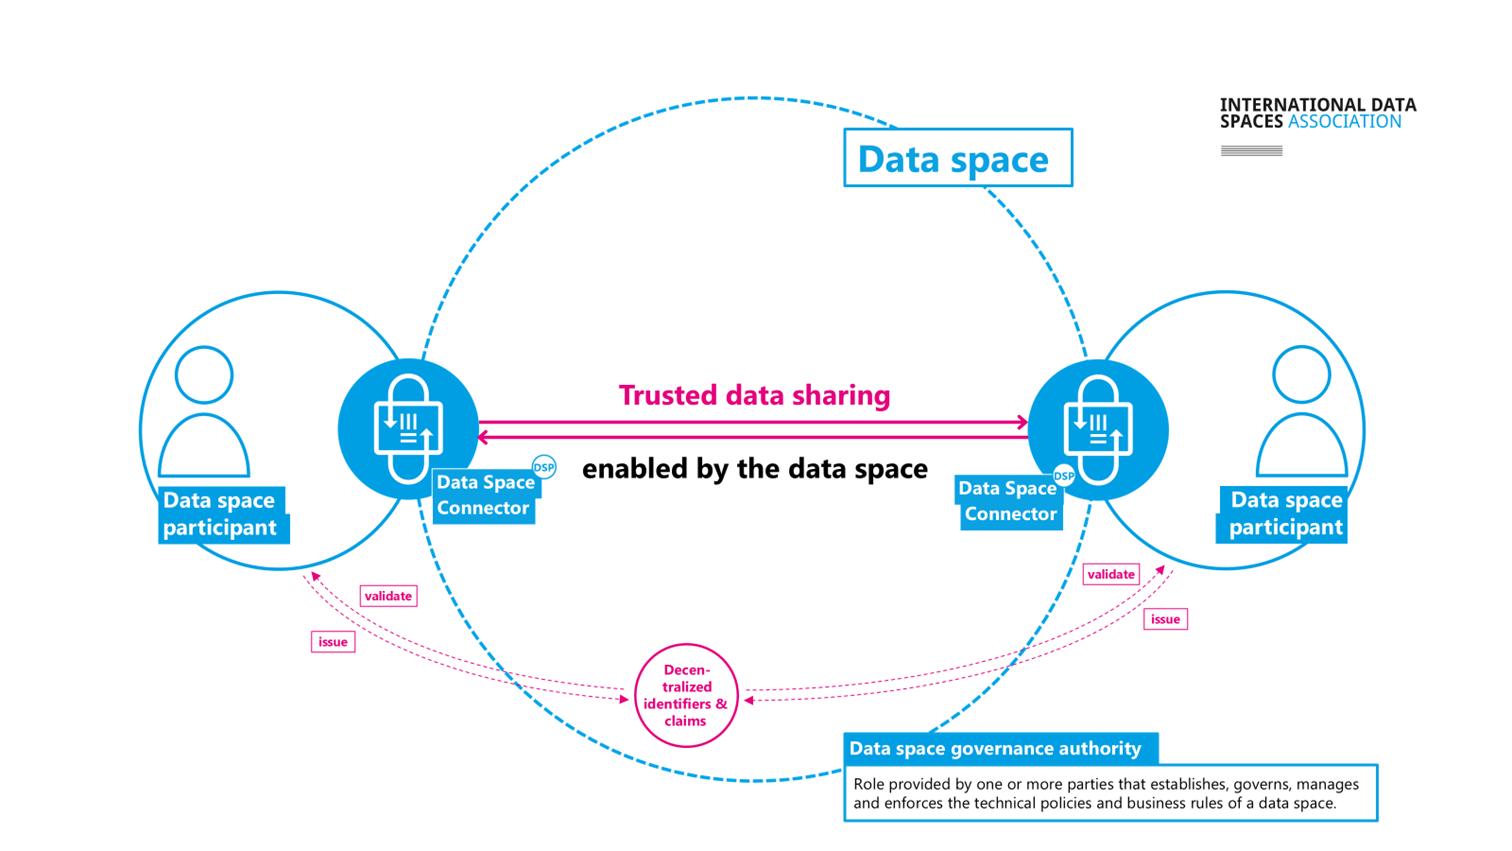 INTERNATIONAL DATA
SPACES ASSOCIATION
Data space
Trusted data sharing
enabled by the data space
DSP
Data Space
Connector
DSP
Data Space
Connector
Data space
participant
Data space
participant
validate
issue
validate
issue
Decen-
tralized
identifiers &
claims
Data space governance authority
Role provided by one or more parties that establishes, governs, manages
and enforces the technical policies and business rules of a data space.